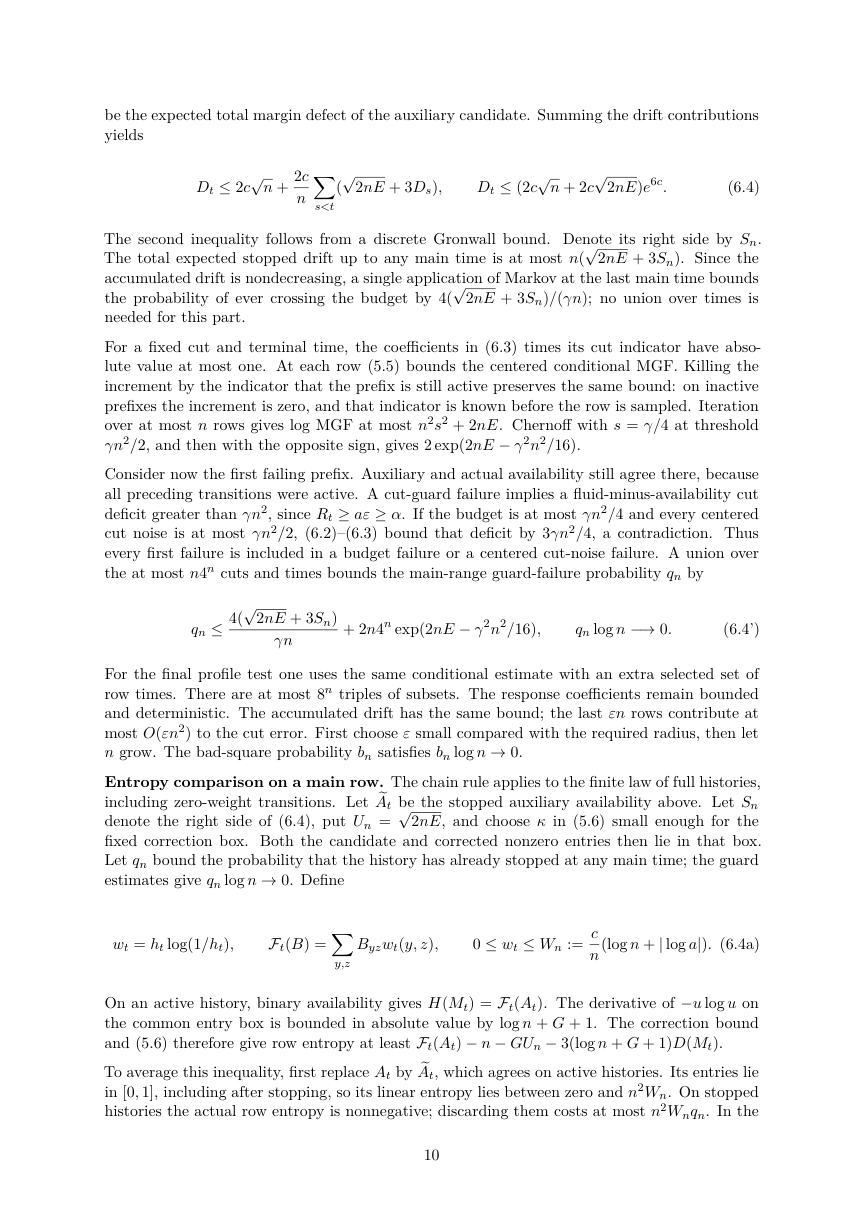 be the expected total margin defect of the auxiliary candidate. Summing the drift contributions
yields
D_t ≤ 2c√n + (2c/n) ∑_{s<t} (√(2nE) + 3D_s),    D_t ≤ (2c√n + 2c√(2nE))e^{6c}.    (6.4)
The second inequality follows from a discrete Gronwall bound. Denote its right side by S_n.
The total expected stopped drift up to any main time is at most n(√(2nE) + 3S_n). Since the
accumulated drift is nondecreasing, a single application of Markov at the last main time bounds
the probability of ever crossing the budget by 4(√(2nE) + 3S_n)/(γn); no union over times is
needed for this part.
For a fixed cut and terminal time, the coefficients in (6.3) times its cut indicator have abso-
lute value at most one. At each row (5.5) bounds the centered conditional MGF. Killing the
increment by the indicator that the prefix is still active preserves the same bound: on inactive
prefixes the increment is zero, and that indicator is known before the row is sampled. Iteration
over at most n rows gives log MGF at most n²s² + 2nE. Chernoff with s = γ/4 at threshold
γn²/2, and then with the opposite sign, gives 2 exp(2nE − γ²n²/16).
Consider now the first failing prefix. Auxiliary and actual availability still agree there, because
all preceding transitions were active. A cut-guard failure implies a fluid-minus-availability cut
deficit greater than γn², since R_t ≥ aε ≥ α. If the budget is at most γn²/4 and every centered
cut noise is at most γn²/2, (6.2)–(6.3) bound that deficit by 3γn²/4, a contradiction. Thus
every first failure is included in a budget failure or a centered cut-noise failure. A union over
the at most n4ⁿ cuts and times bounds the main-range guard-failure probability q_n by
q_n ≤ 4(√(2nE) + 3S_n)/(γn) + 2n4ⁿ exp(2nE − γ²n²/16),    q_n log n ⟶ 0.    (6.4’)
For the final profile test one uses the same conditional estimate with an extra selected set of
row times. There are at most 8ⁿ triples of subsets. The response coefficients remain bounded
and deterministic. The accumulated drift has the same bound; the last εn rows contribute at
most O(εn²) to the cut error. First choose ε small compared with the required radius, then let
n grow. The bad-square probability b_n satisfies b_n log n → 0.
Entropy comparison on a main row. The chain rule applies to the finite law of full histories,
including zero-weight transitions. Let Ã_t be the stopped auxiliary availability above. Let S_n
denote the right side of (6.4), put U_n = √(2nE), and choose κ in (5.6) small enough for the
fixed correction box. Both the candidate and corrected nonzero entries then lie in that box.
Let q_n bound the probability that the history has already stopped at any main time; the guard
estimates give q_n log n → 0. Define
w_t = h_t log(1/h_t),    ℱ_t(B) = ∑_{y,z} B_{yz}w_t(y, z),    0 ≤ w_t ≤ W_n := (c/n)(log n + | log a|). (6.4a)
On an active history, binary availability gives H(M_t) = ℱ_t(A_t). The derivative of −u log u on
the common entry box is bounded in absolute value by log n + G + 1. The correction bound
and (5.6) therefore give row entropy at least ℱ_t(A_t) − n − GU_n − 3(log n + G + 1)D(M_t).
To average this inequality, first replace A_t by Ã_t, which agrees on active histories. Its entries lie
in [0, 1], including after stopping, so its linear entropy lies between zero and n²W_n. On stopped
histories the actual row entropy is nonnegative; discarding them costs at most n²W_nq_n. In the
10